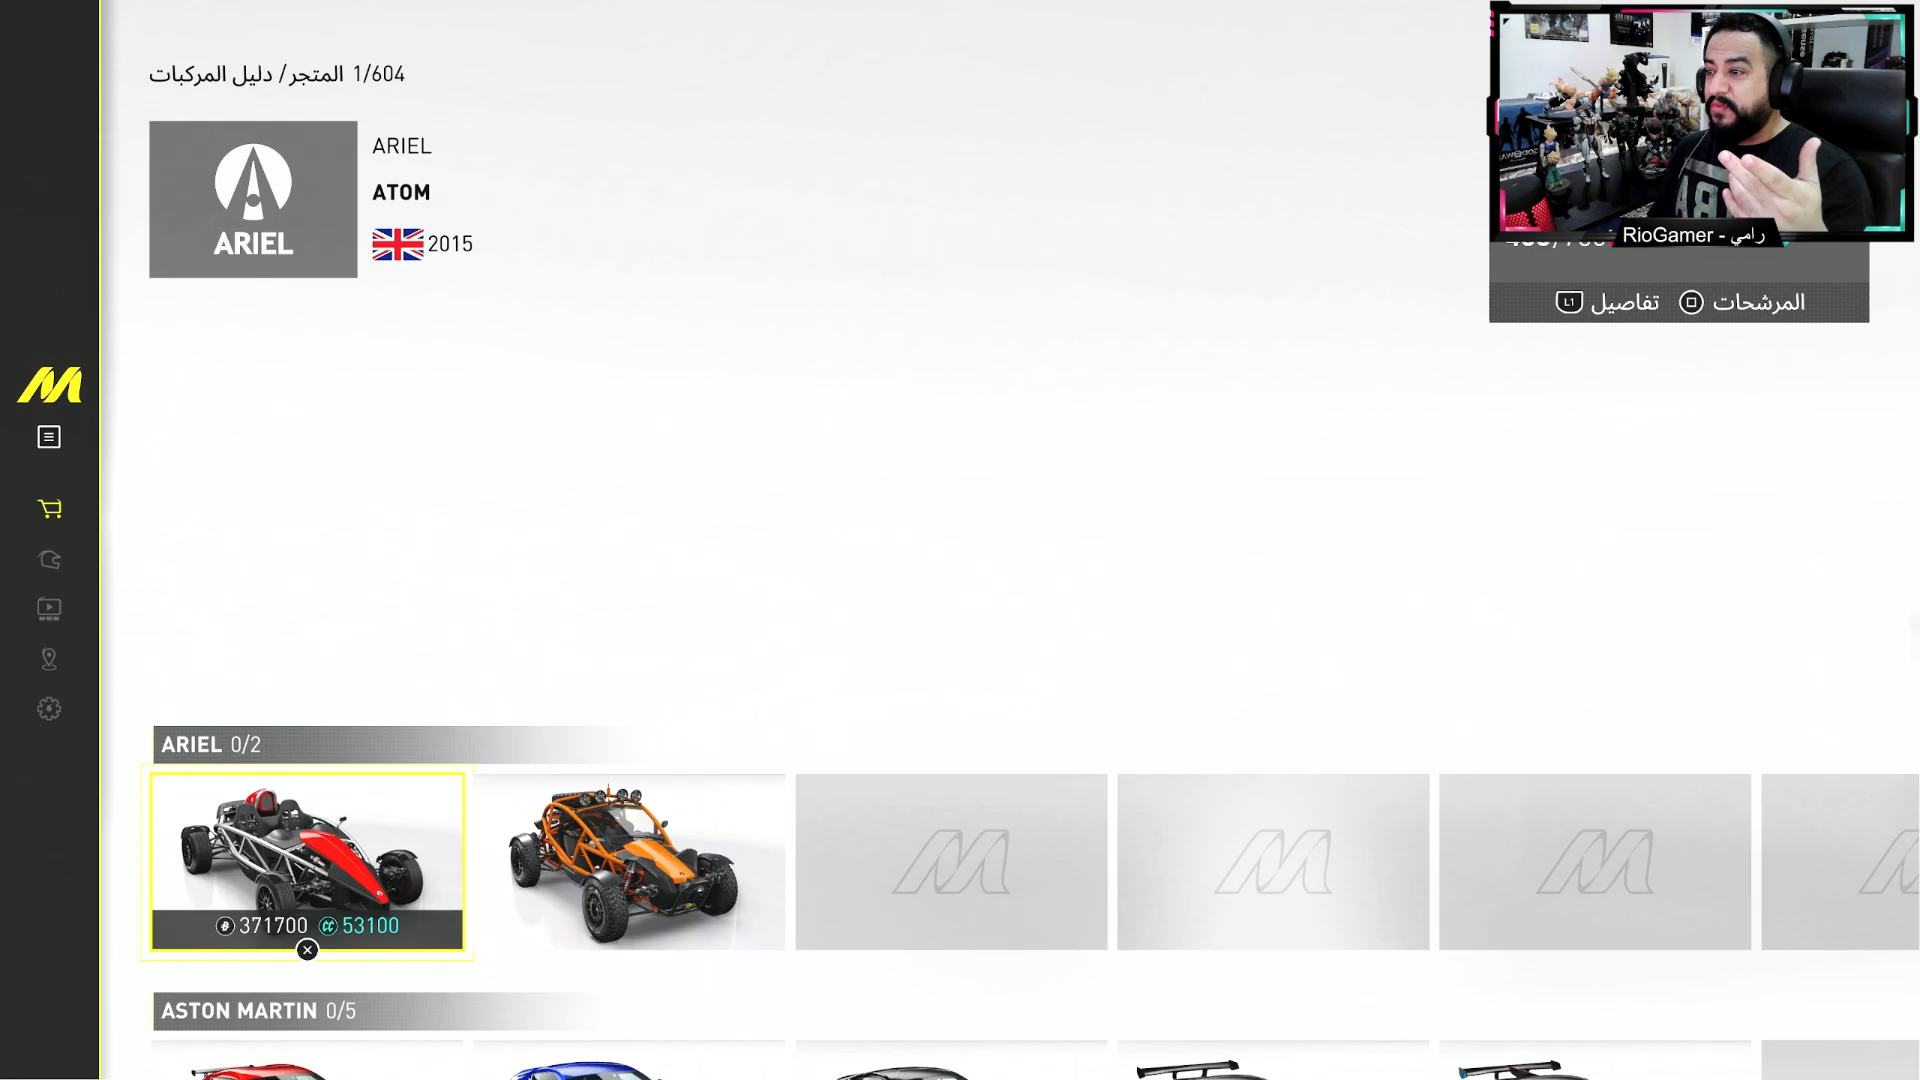 المتجر/ دليل المركبات 1/604
ARIEL
ARIEL
ATOM
2015
RioGamer - رامي
L1 تفاصيل المرشحات
ARIEL 0/2
371700 53100
ASTON MARTIN 0/5